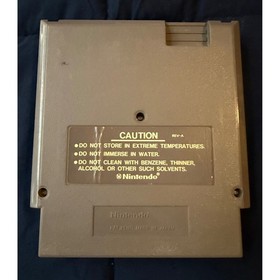 CAUTION REV-A
• DO NOT STORE IN EXTREME TEMPERATURES.
• DO NOT IMMERSE IN WATER.
• DO NOT CLEAN WITH BENZENE, THINNER,
ALCOHOL OR OTHER SUCH SOLVENTS.
Nintendo
Nintendo